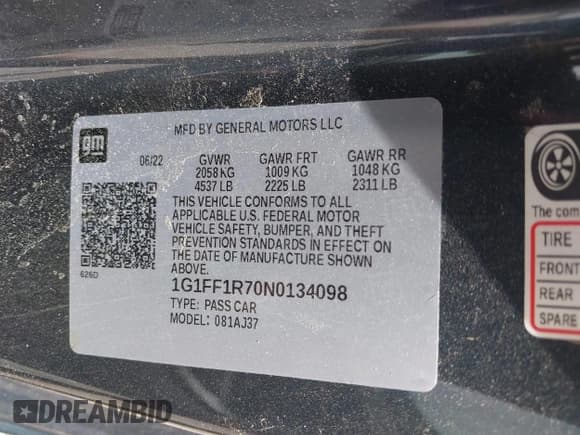 gm
MFD BY GENERAL MOTORS LLC
06/22 GVWR GAWR FRT GAWR RR
2058 KG 1009 KG 1048 KG
4537 LB 2225 LB 2311 LB
THIS VEHICLE CONFORMS TO ALL
APPLICABLE U.S. FEDERAL MOTOR
VEHICLE SAFETY, BUMPER, AND THEFT
PREVENTION STANDARDS IN EFFECT ON
THE DATE OF MANUFACTURE SHOWN
ABOVE.
626D
1G1FF1R70N0134098
TYPE: PASS CAR
MODEL: 081AJ37
The com
TIRE
FRONT
REAR
SPARE
DREAMBID